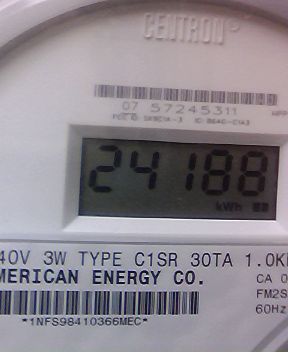 CENTRON
07 57245311
24188
kWh
40V 3W TYPE C1SR 30TA 1.0K
MERICAN ENERGY CO.
CA 0
FM2S
60Hz
*1NFS98410366MEC*